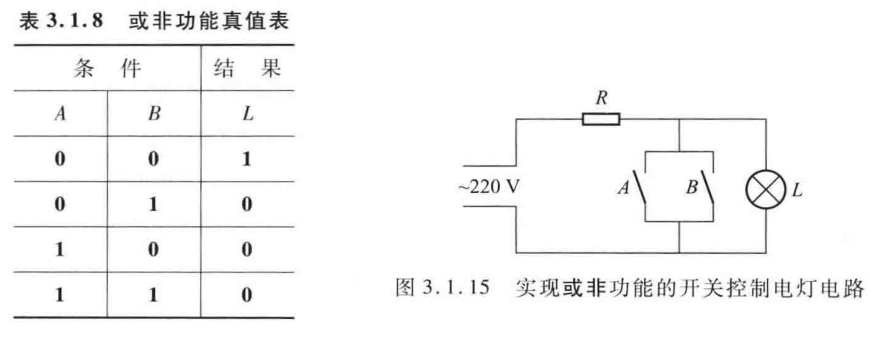 表 3.1.8 或非功能真值表
条 件 结 果
A B L
0 0 1
0 1 0
1 0 0
1 1 0
R
~220 V
A
B
L
图 3.1.15 实现或非功能的开关控制电灯电路